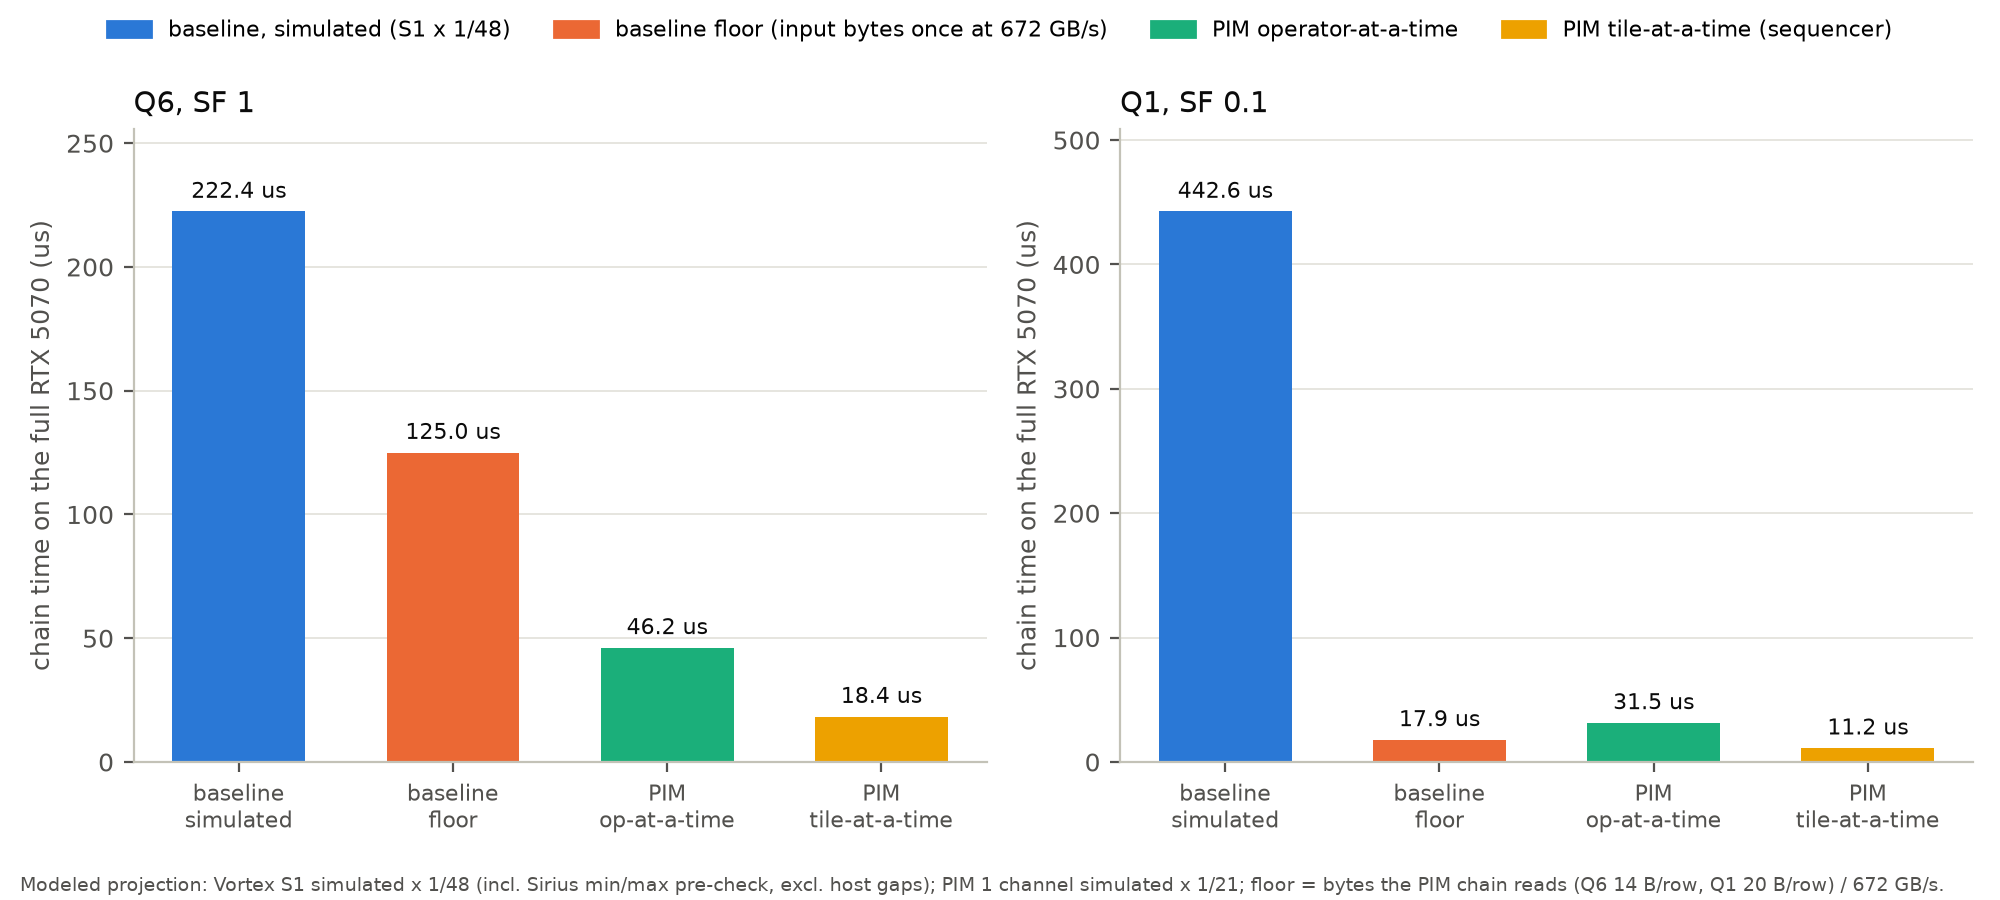 baseline, simulated (S1 x 1/48)
baseline floor (input bytes once at 672 GB/s)
PIM operator-at-a-time
PIM tile-at-a-time (sequencer)
Q6, SF 1
chain time on the full RTX 5070 (us)
250
200
150
100
50
0
222.4 us
125.0 us
46.2 us
18.4 us
baseline
simulated
baseline
floor
PIM
op-at-a-time
PIM
tile-at-a-time
Q1, SF 0.1
chain time on the full RTX 5070 (us)
500
400
300
200
100
0
442.6 us
17.9 us
31.5 us
11.2 us
baseline
simulated
baseline
floor
PIM
op-at-a-time
PIM
tile-at-a-time
Modeled projection: Vortex S1 simulated x 1/48 (incl. Sirius min/max pre-check, excl. host gaps); PIM 1 channel simulated x 1/21; floor = bytes the PIM chain reads (Q6 14 B/row, Q1 20 B/row) / 672 GB/s.